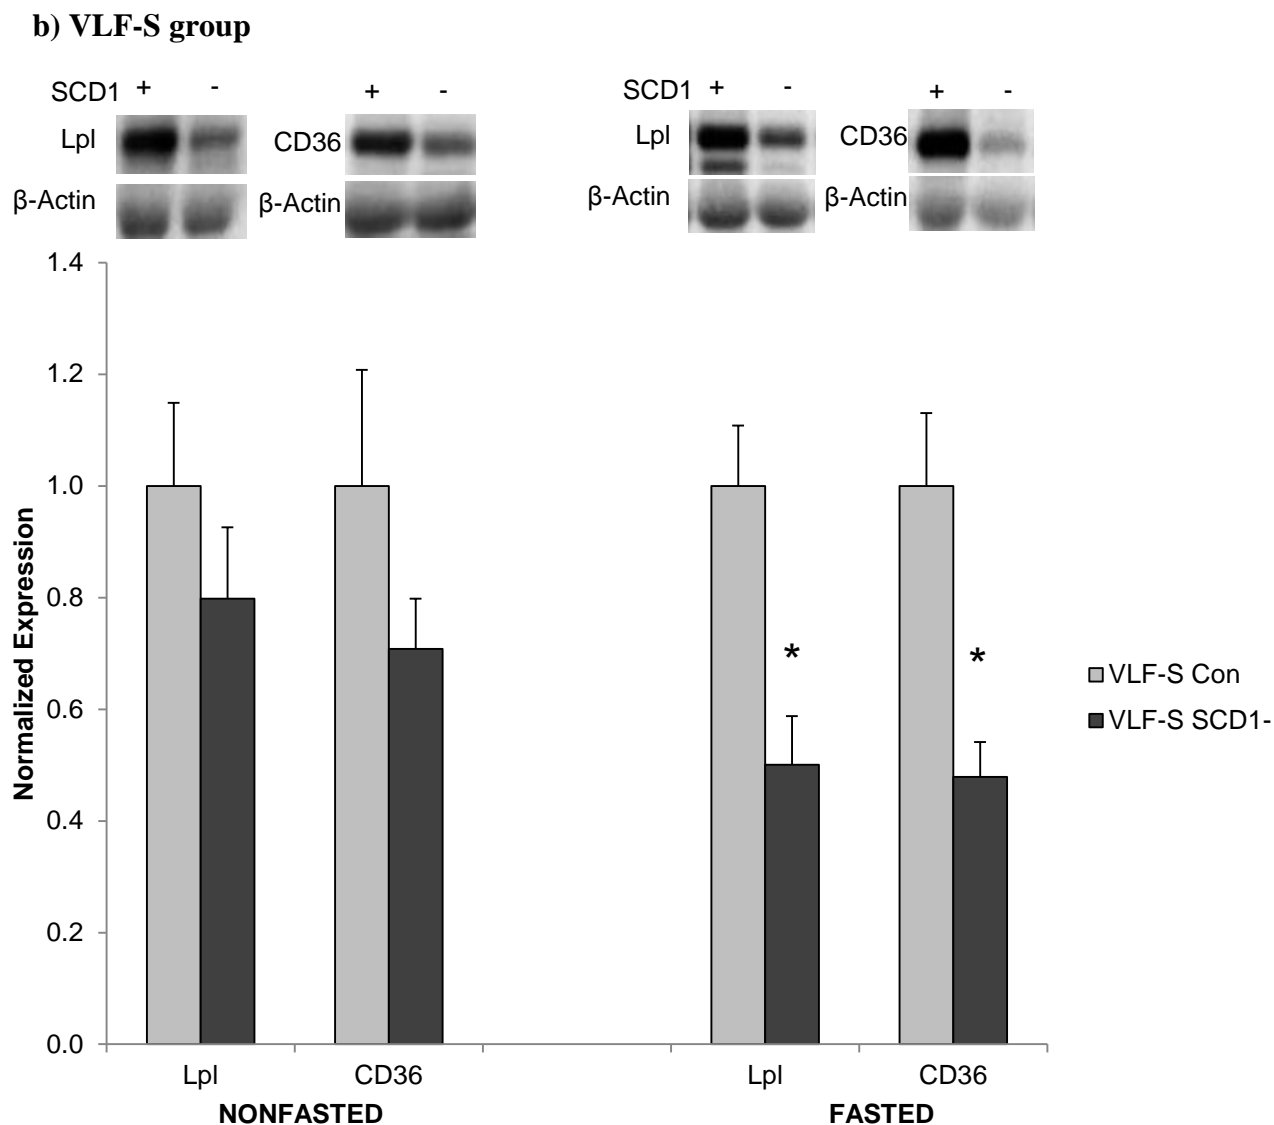 b) VLF-S group
SCD1 + -
SCD1 + -
+ -
+ -
Lpl
CD36
Lpl
CD36
β-Actin
β-Actin
β-Actin
β-Actin
1.4
1.2
1.0
0.8
0.6
0.4
0.2
0.0
Normalized Expression
*
*
VLF-S Con
VLF-S SCD1-
Lpl
CD36
Lpl
CD36
NONFASTED
FASTED